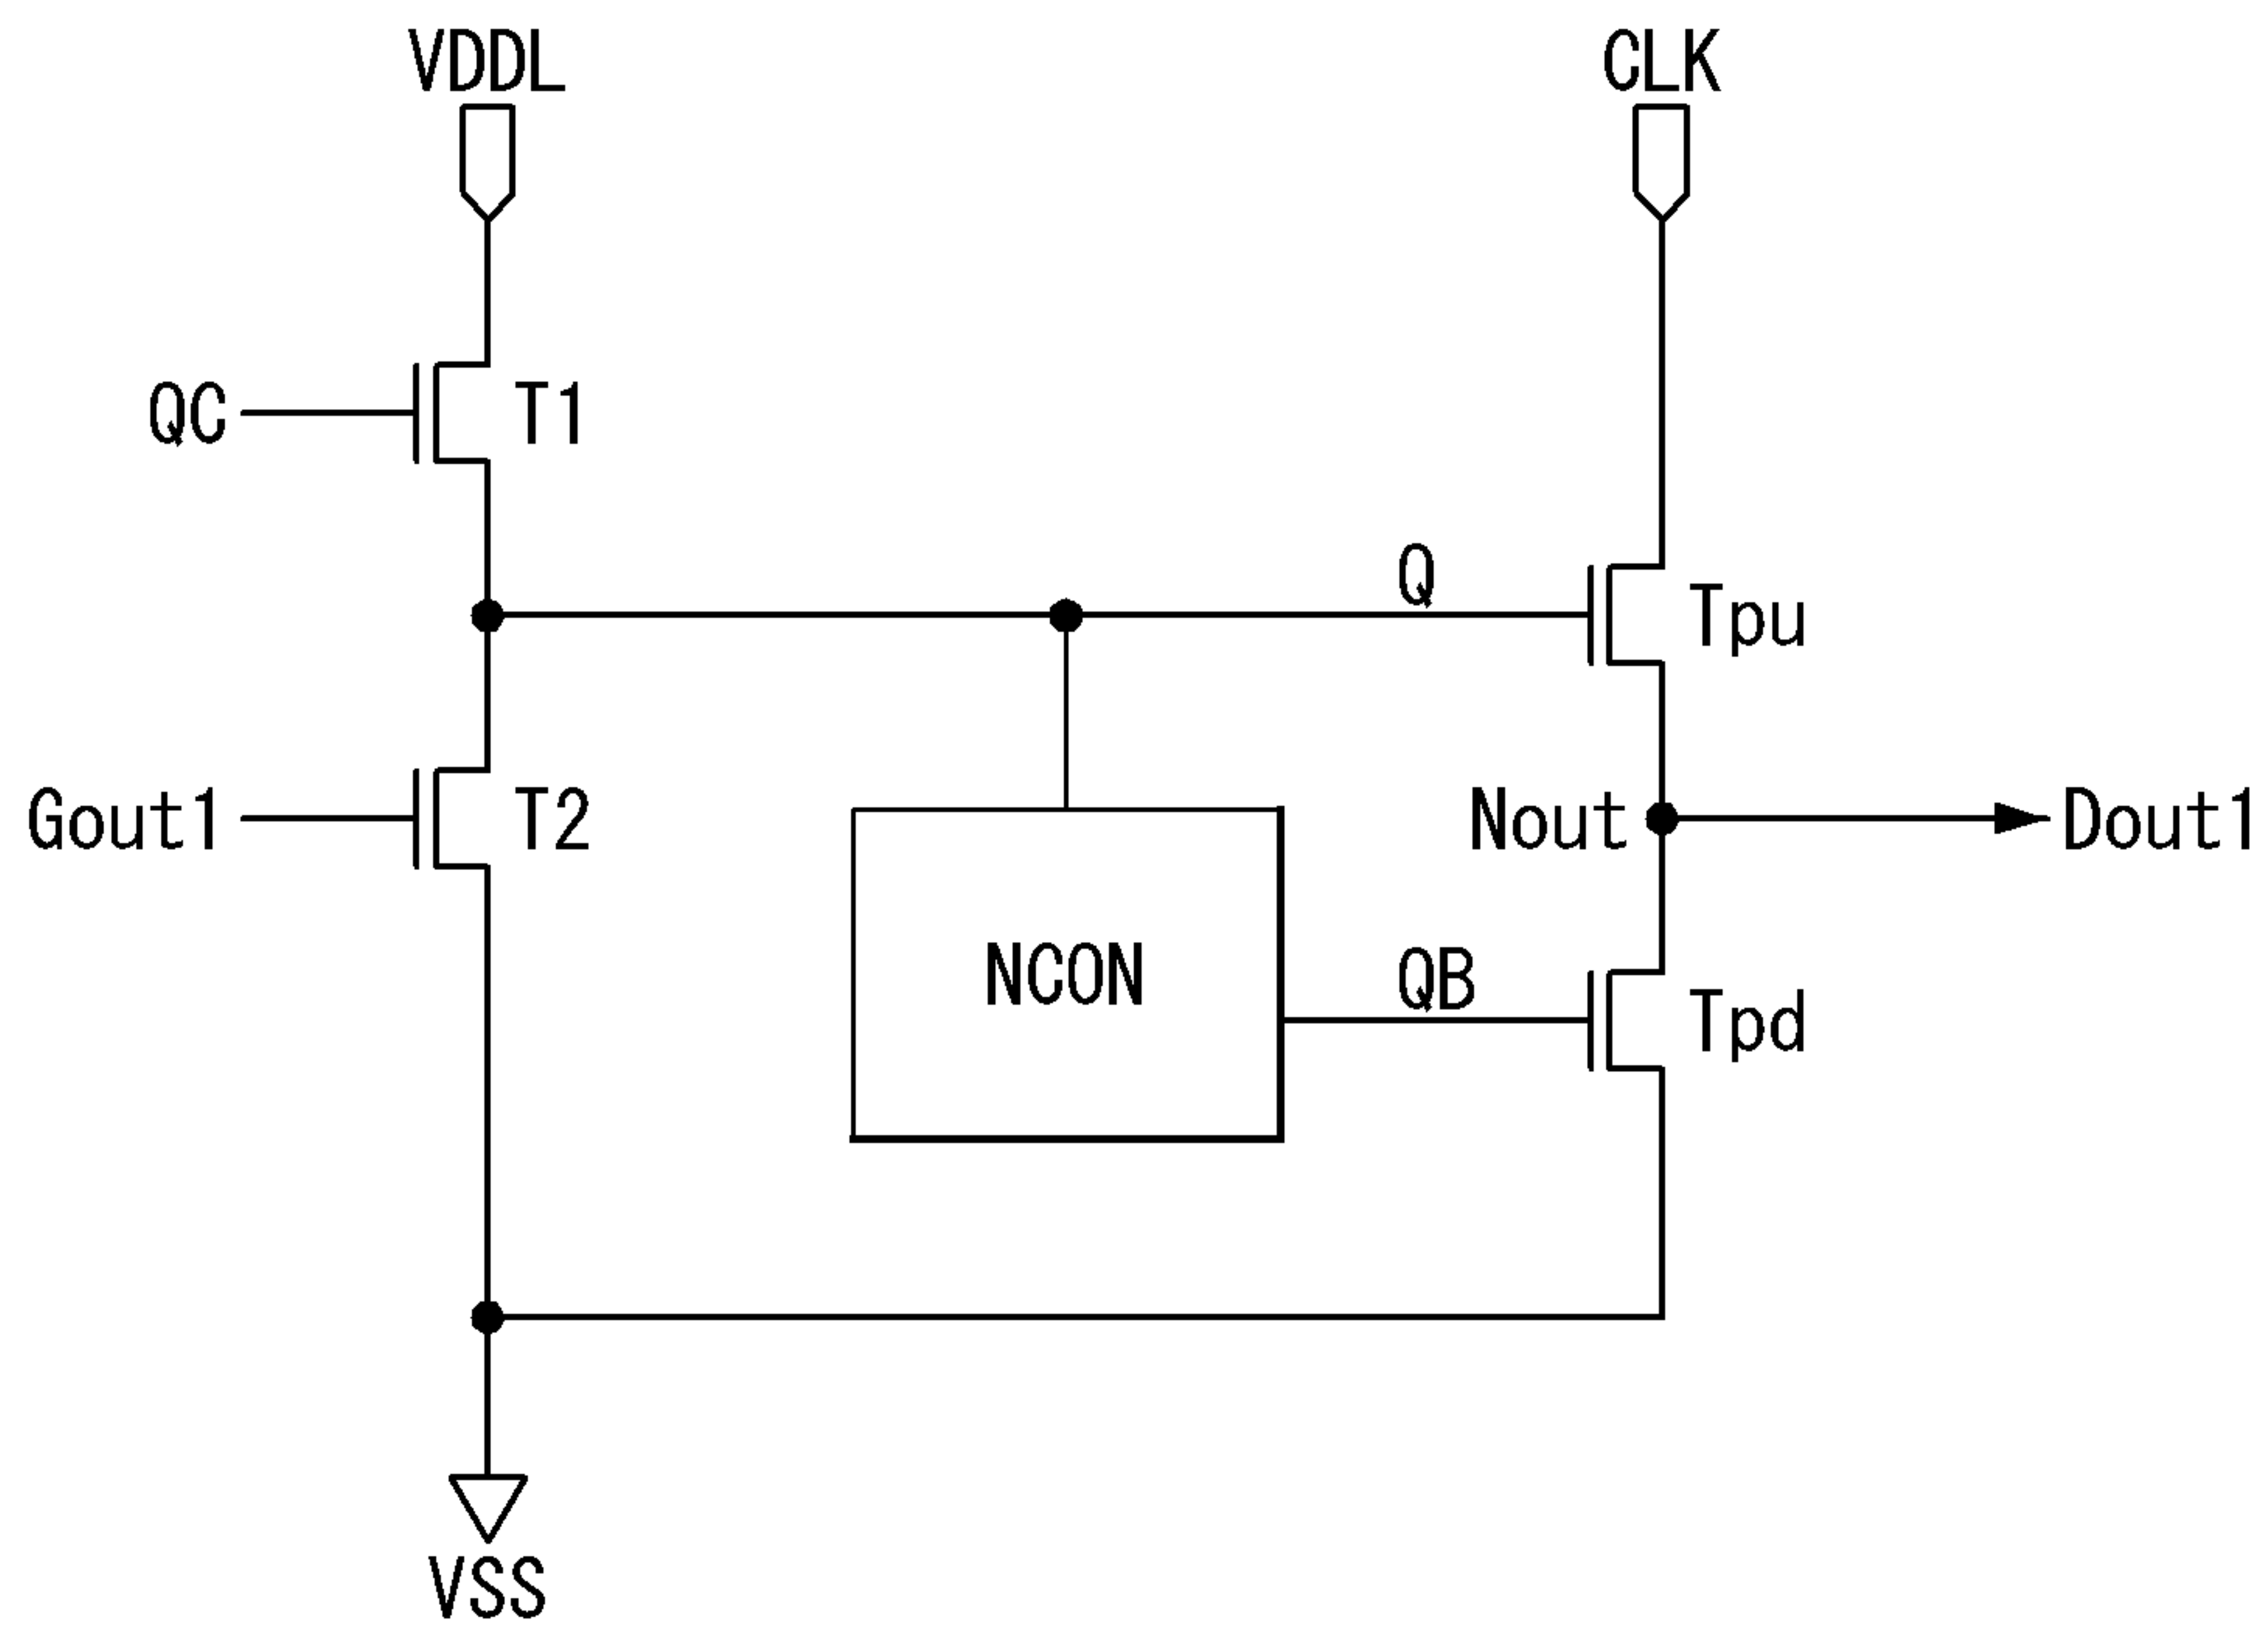 VDDL
CLK
QC
T1
Q
Tpu
Gout1
T2
Nout
Dout1
NCON
QB
Tpd
VSS